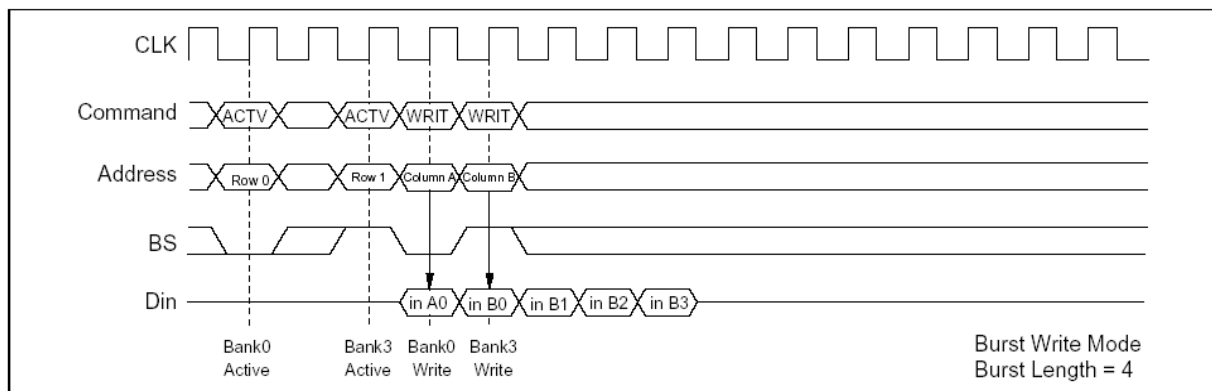 CLK
Command ACTV ACTV WRIT WRIT
Address Row 0 Row 1 Column A Column B
BS
Din in A0 in B0 in B1 in B2 in B3
Bank0 Bank3 Bank0 Bank3
Active Active Write Write
Burst Write Mode
Burst Length = 4